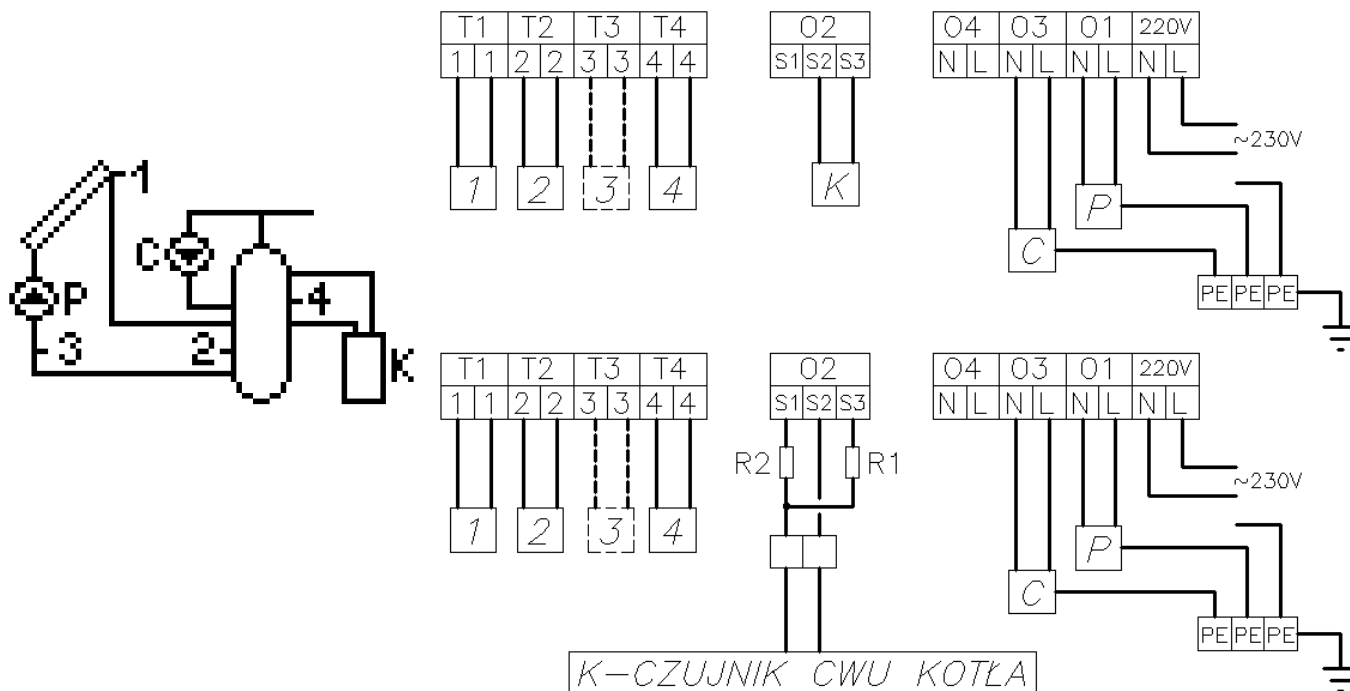 1
C
P
4
3
2
K
T1 T2 T3 T4
1 1 2 2 3 3 4 4
1 2 3 4
O2
S1 S2 S3
K
O4 O3 O1 220V
N L N L N L N L
~230V
P
C
PE PE PE
T1 T2 T3 T4
1 1 2 2 3 3 4 4
1 2 3 4
O2
S1 S2 S3
R2 R1
K-CZUJNIK CWU KOTŁA
O4 O3 O1 220V
N L N L N L N L
~230V
P
C
PE PE PE